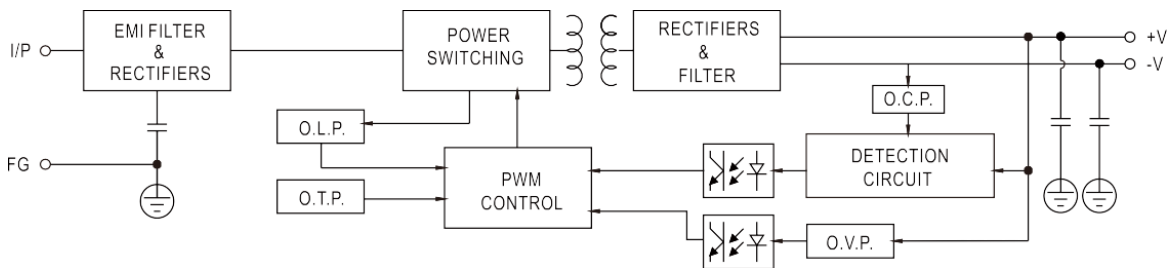 I/P
EMI FILTER
&
RECTIFIERS
POWER
SWITCHING
RECTIFIERS
&
FILTER
+V
-V
O.C.P.
O.L.P.
FG
PWM
CONTROL
DETECTION
CIRCUIT
O.T.P.
O.V.P.